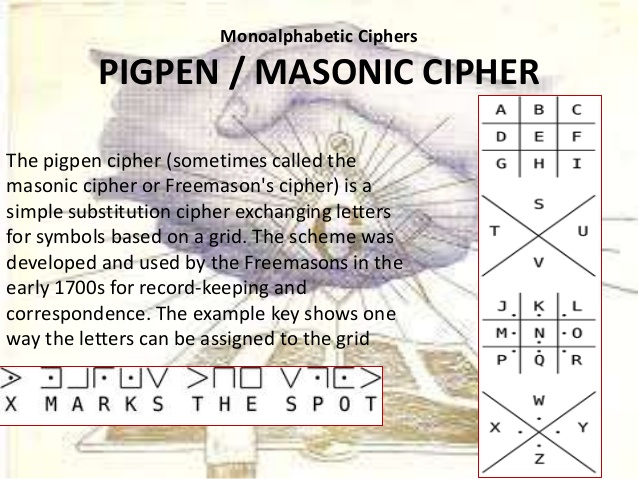 Monoalphabetic Ciphers
PIGPEN / MASONIC CIPHER
The pigpen cipher (sometimes called the
masonic cipher or Freemason's cipher) is a
simple substitution cipher exchanging letters
for symbols based on a grid. The scheme was
developed and used by the Freemasons in the
early 1700s for record-keeping and
correspondence. The example key shows one
way the letters can be assigned to the grid
X MARKS THE SPOT
A B C
D E F
G H I
S
T U
V
J K L
M N O
P Q R
W
X Y
Z